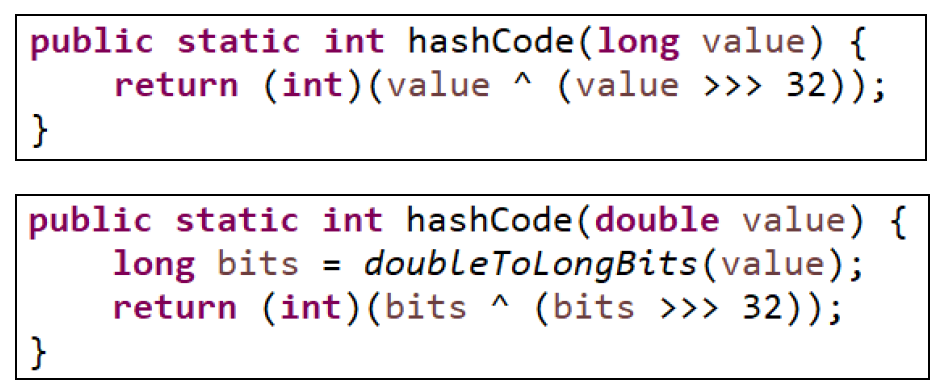 public static int hashCode(long value) {
    return (int)(value ^ (value >>> 32));
}
public static int hashCode(double value) {
    long bits = doubleToLongBits(value);
    return (int)(bits ^ (bits >>> 32));
}